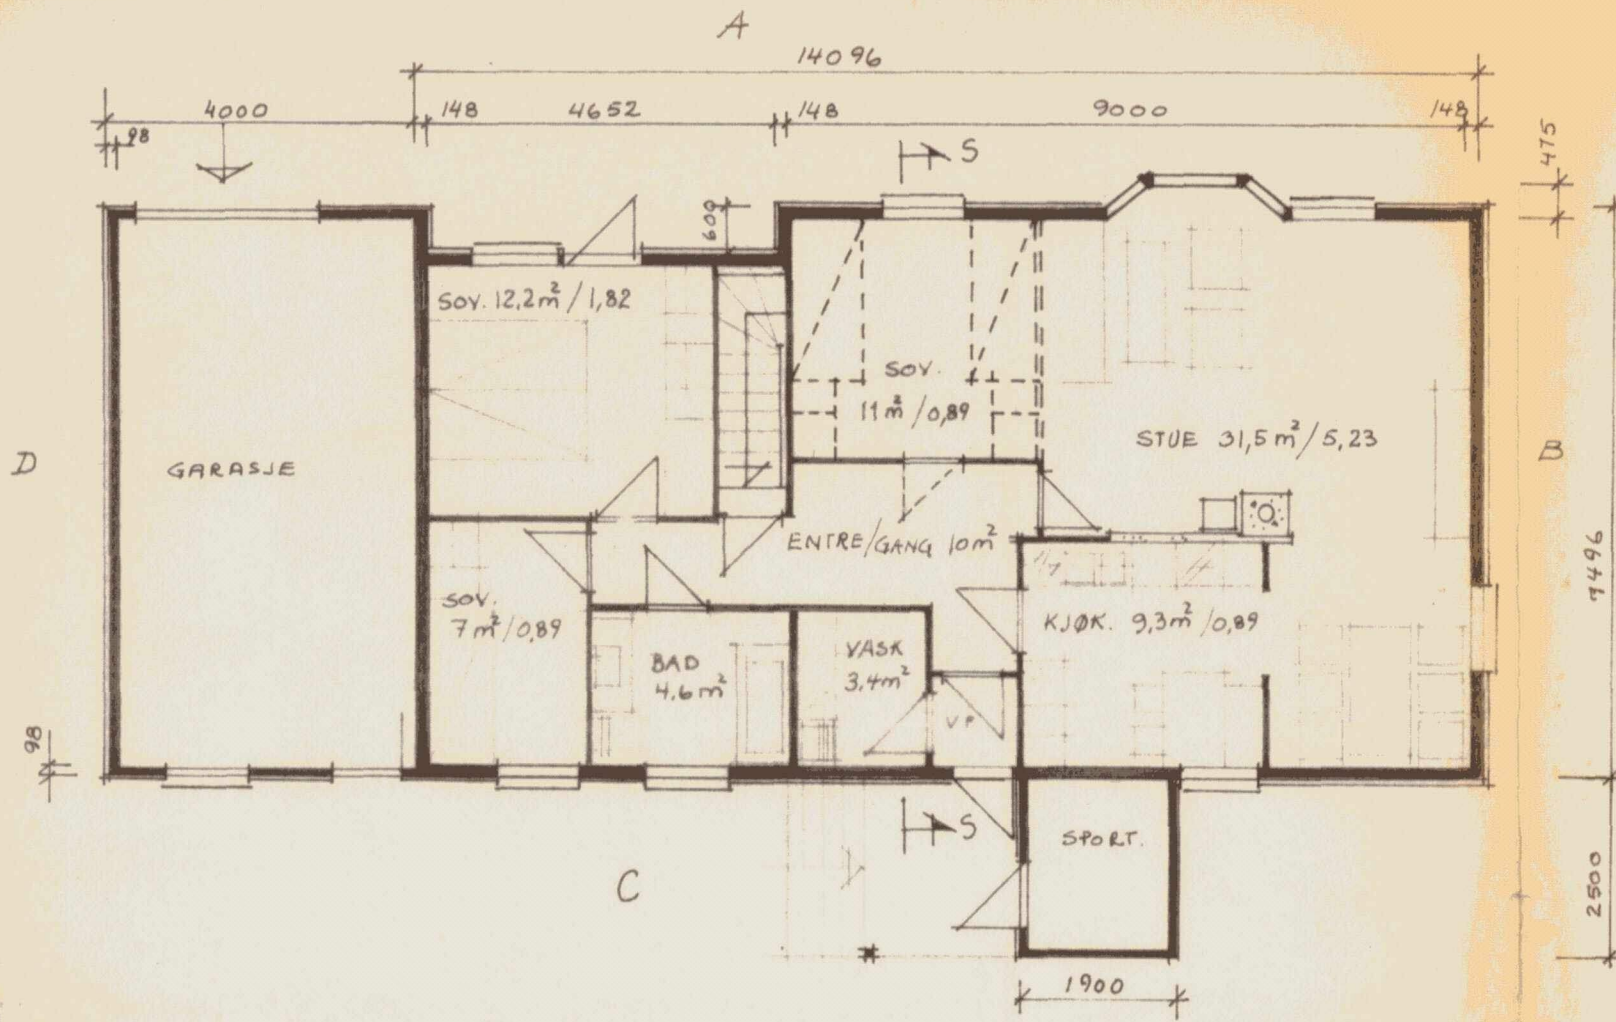 A
14096
4000
148
4652
148
9000
148
98
475
S
600
SOV. 12,2m²/1,82
SOV.
11m²/0,89
STUE 31,5m²/5,23
GARASJE
D
B
ENTRE/GANG 10m²
SOV.
7m²/0,89
BAD
4,6m²
VASK
3,4m²
KJØK. 9,3m²/0,89
VF
7496
98
S
SPORT.
C
2500
1900